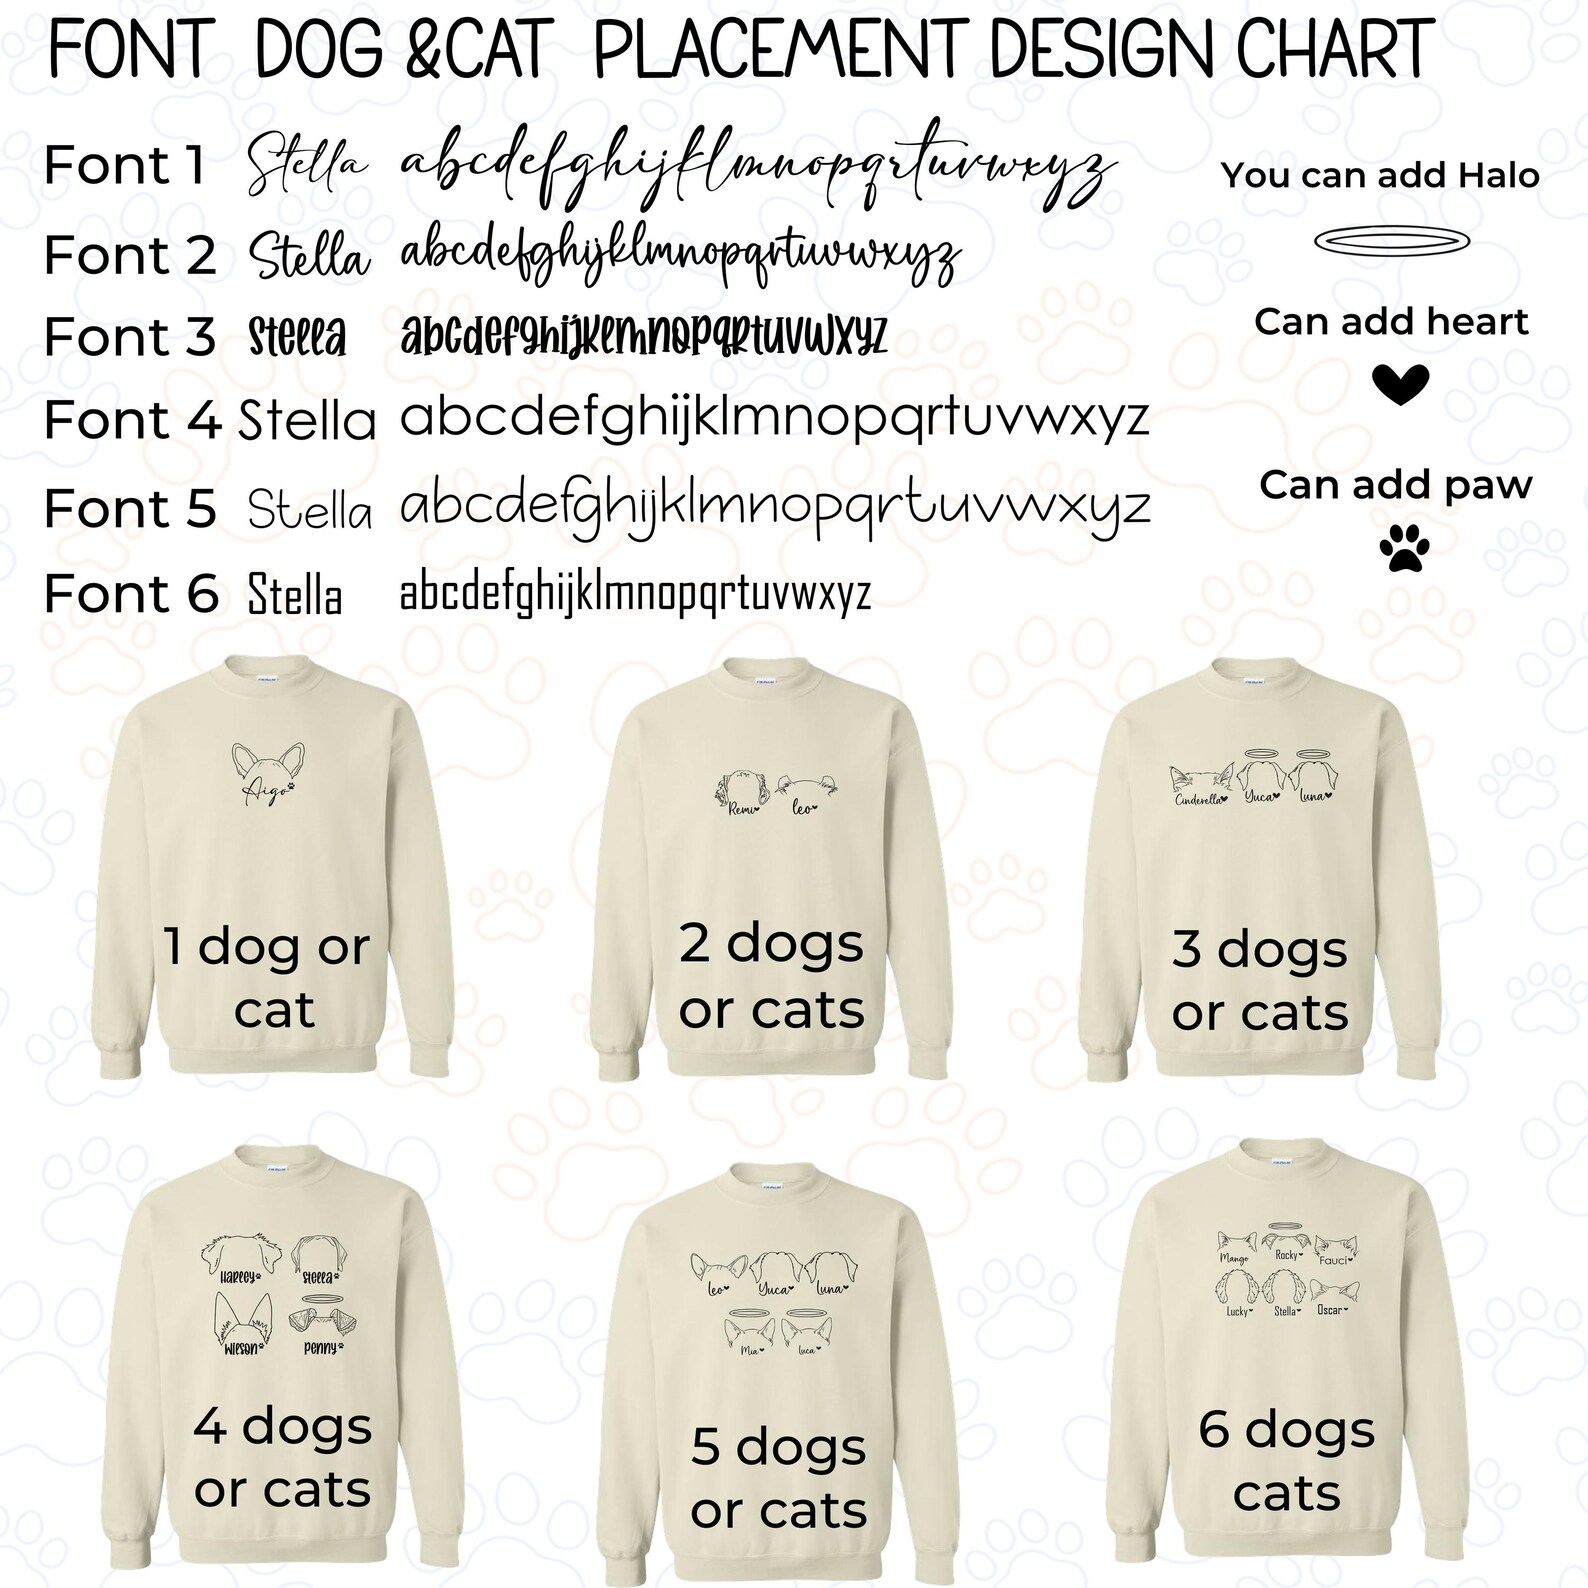 FONT DOG &CAT PLACEMENT DESIGN CHART
Font 1 Stella abcdefghijklmnopqrtuvwxyz
You can add Halo
Font 2 Stella abcdefghijklmnopqrtuvwxyz
Font 3 Stella abcdefghijklmnopqrtuvwxyz
Can add heart
Font 4 Stella abcdefghijklmnopqrtuvwxyz
Font 5 Stella abcdefghijklmnopqrtuvwxyz
Can add paw
Font 6 Stella abcdefghijklmnopqrtuvwxyz
Aigo
1 dog or
cat
Remi leo
2 dogs
or cats
Cinderella Yuca Luna
3 dogs
or cats
Harley Stella
Wilson Penny
4 dogs
or cats
leo Yuca Luna
Mia luca
5 dogs
or cats
Mango Rocky Fauci
Lucky Stella Oscar
6 dogs
cats